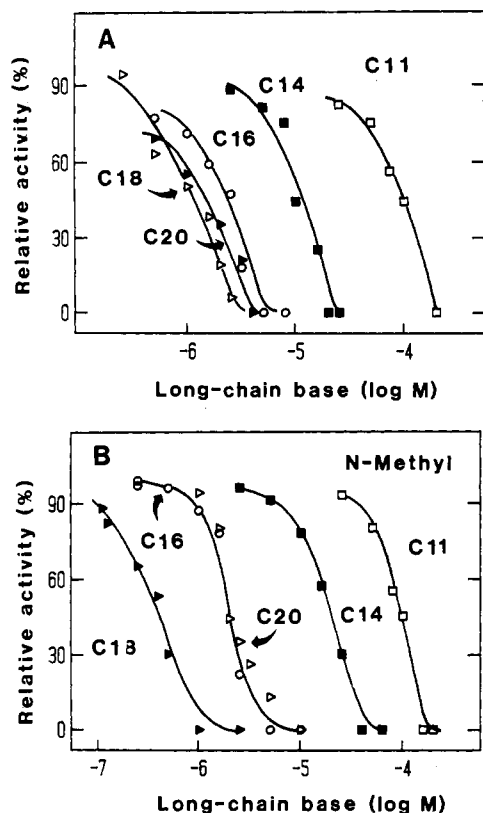 A
Relative activity (%)
90
60
30
0
C11
C14
C16
C18
C20
-6
-5
-4
Long-chain base (log M)
B
N-Methyl
Relative activity (%)
90
60
30
0
C16
C11
C20
C14
C18
-7
-6
-5
-4
Long-chain base (log M)